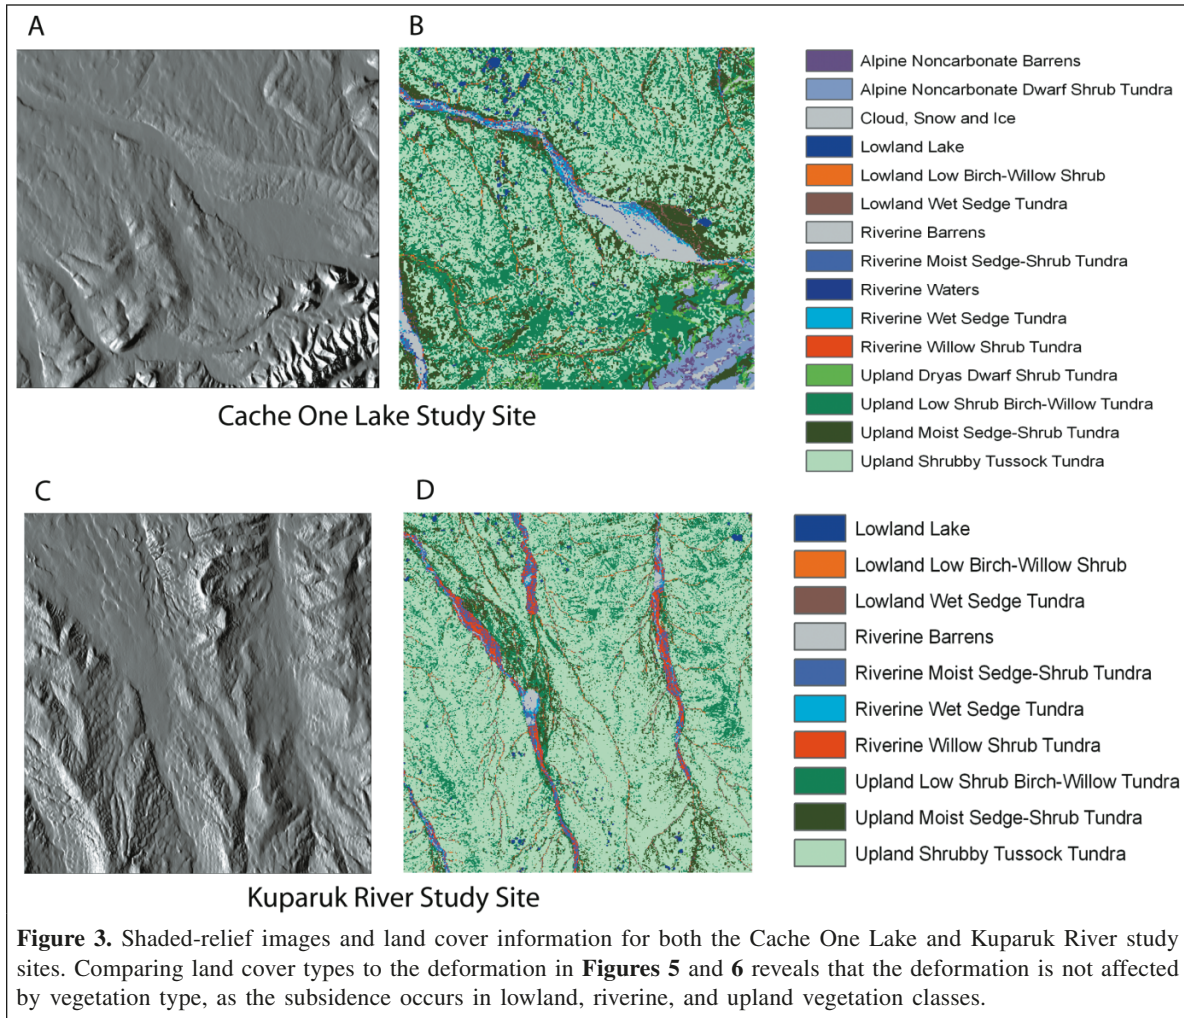 A
B
Alpine Noncarbonate Barrens
Alpine Noncarbonate Dwarf Shrub Tundra
Cloud, Snow and Ice
Lowland Lake
Lowland Low Birch-Willow Shrub
Lowland Wet Sedge Tundra
Riverine Barrens
Riverine Moist Sedge-Shrub Tundra
Riverine Waters
Riverine Wet Sedge Tundra
Riverine Willow Shrub Tundra
Upland Dryas Dwarf Shrub Tundra
Upland Low Shrub Birch-Willow Tundra
Upland Moist Sedge-Shrub Tundra
Upland Shrubby Tussock Tundra
Cache One Lake Study Site
C
D
Lowland Lake
Lowland Low Birch-Willow Shrub
Lowland Wet Sedge Tundra
Riverine Barrens
Riverine Moist Sedge-Shrub Tundra
Riverine Wet Sedge Tundra
Riverine Willow Shrub Tundra
Upland Low Shrub Birch-Willow Tundra
Upland Moist Sedge-Shrub Tundra
Upland Shrubby Tussock Tundra
Kuparuk River Study Site
Figure 3. Shaded-relief images and land cover information for both the Cache One Lake and Kuparuk River study
sites. Comparing land cover types to the deformation in Figures 5 and 6 reveals that the deformation is not affected
by vegetation type, as the subsidence occurs in lowland, riverine, and upland vegetation classes.